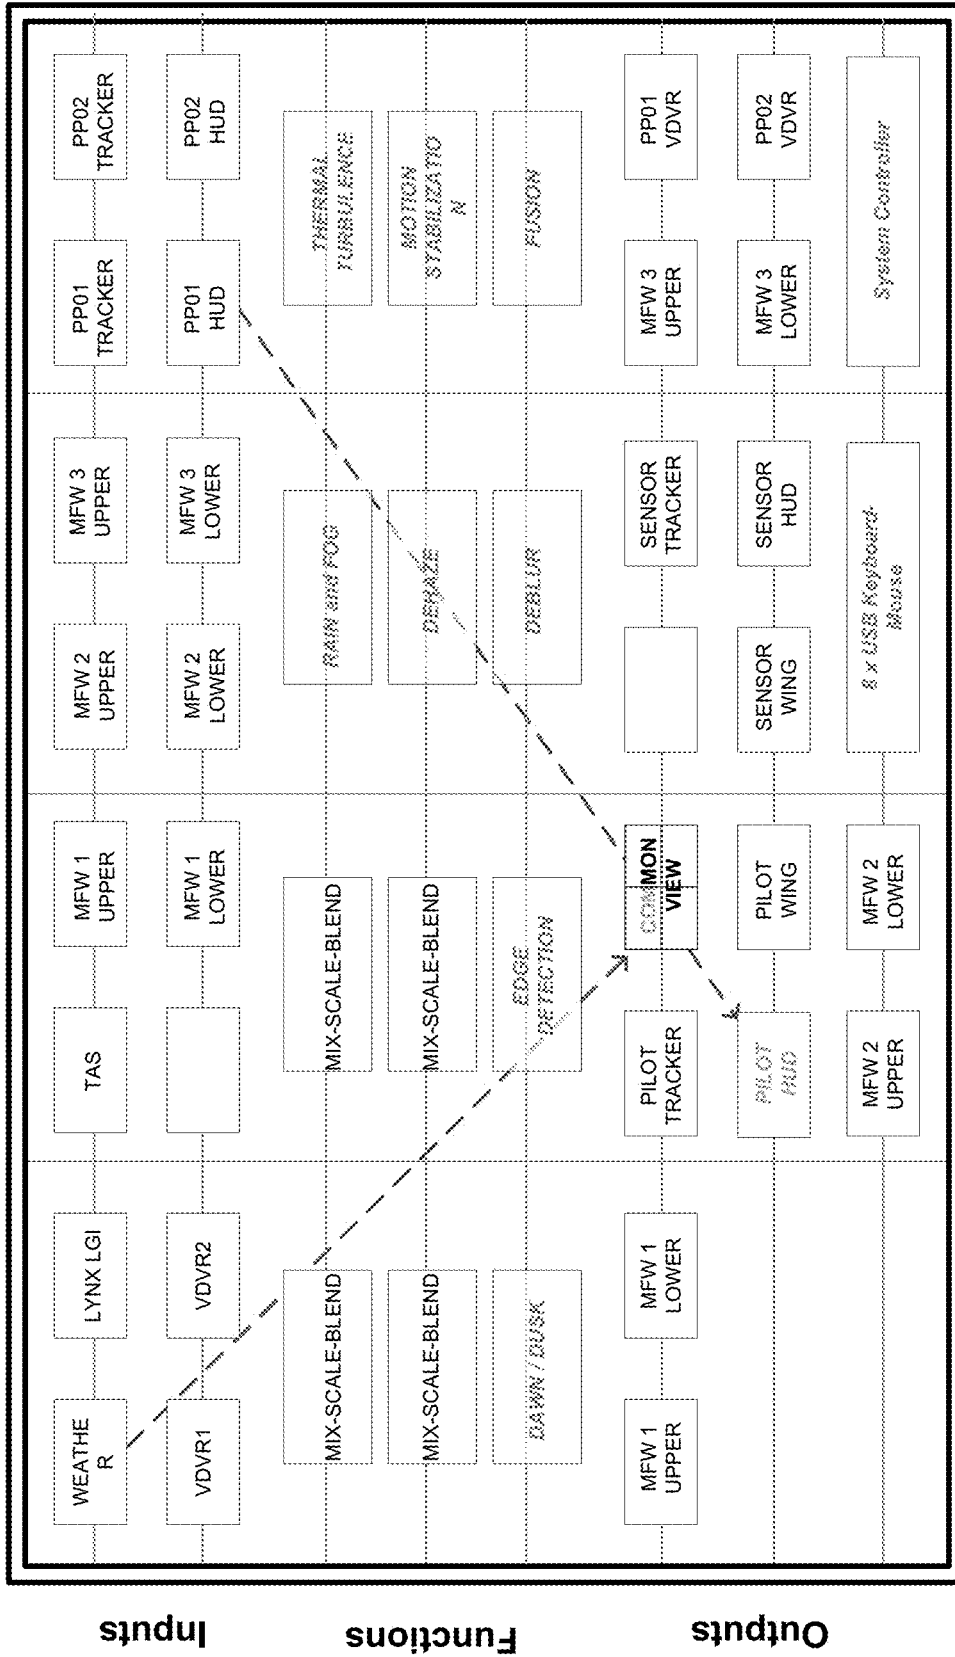 Inputs
WEATHE
R
LYNX LGI
TAS
MFW 1
UPPER
MFW 2
UPPER
MFW 3
UPPER
PP01
TRACKER
PP02
TRACKER
VDVR1
VDVR2
MFW 1
LOWER
MFW 2
LOWER
MFW 3
LOWER
PP01
HUD
PP02
HUD
Functions
MIX-SCALE-BLEND
MIX-SCALE-BLEND
RAIN and FOG
THERMAL
TURBULENCE
MIX-SCALE-BLEND
MIX-SCALE-BLEND
DEHAZE
MOTION
STABILIZATIO
N
DAWN / DUSK
EDGE
DETECTION
DEBLUR
FUSION
Outputs
MFW 1
UPPER
MFW 1
LOWER
PILOT
TRACKER
COMMON
VIEW
SENSOR
TRACKER
MFW 3
UPPER
PP01
VDVR
PILOT
HUD
PILOT
WING
SENSOR
WING
SENSOR
HUD
MFW 3
LOWER
PP02
VDVR
MFW 2
UPPER
MFW 2
LOWER
8 x USB Keyboard-
Mouse
System Controller